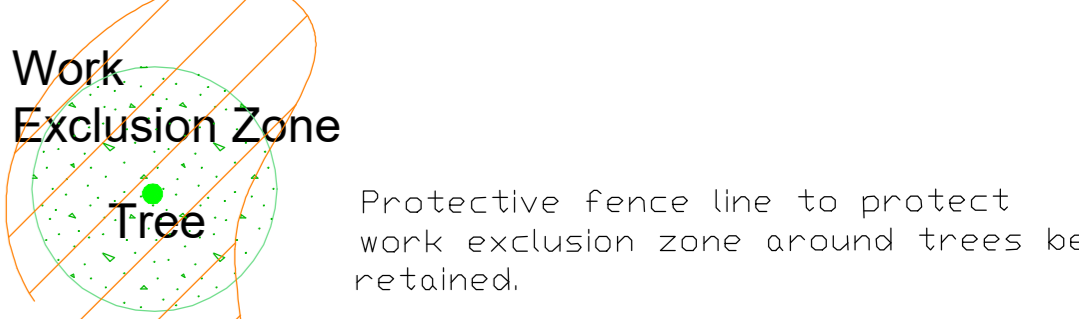 Work
Exclusion Zone
Tree
Protective fence line to protect
work exclusion zone around trees be
retained.